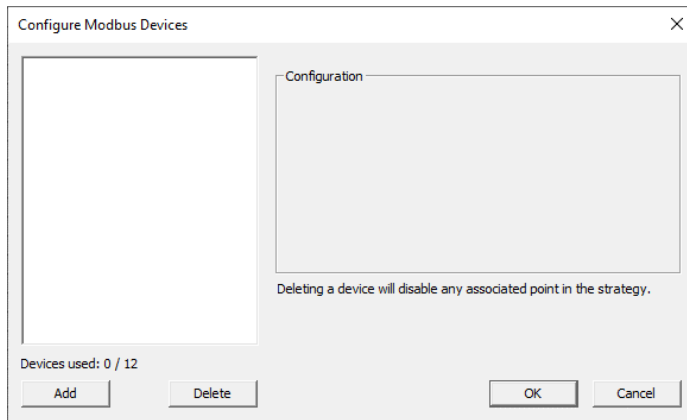 Configure Modbus Devices
Configuration
Deleting a device will disable any associated point in the strategy.
Devices used: 0 / 12
Add
Delete
OK
Cancel